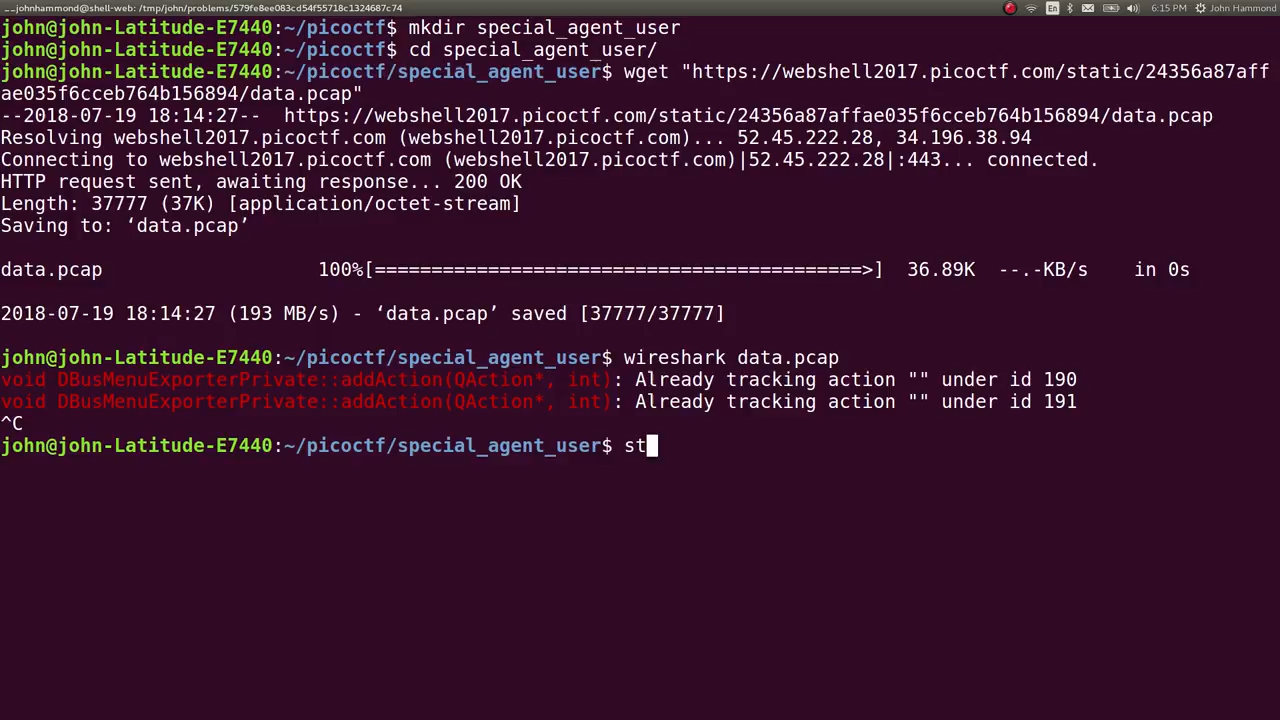 _ _johnhammond@shell-web: /tmp/john/problems/579fe8ee083cd54f55718c1324687c74 En 6:15 PM John Hammond
john@john-Latitude-E7440:~/picoctf$ mkdir special_agent_user
john@john-Latitude-E7440:~/picoctf$ cd special_agent_user/
john@john-Latitude-E7440:~/picoctf/special_agent_user$ wget "https://webshell2017.picoctf.com/static/24356a87aff
ae035f6cceb764b156894/data.pcap"
--2018-07-19 18:14:27--  https://webshell2017.picoctf.com/static/24356a87affae035f6cceb764b156894/data.pcap
Resolving webshell2017.picoctf.com (webshell2017.picoctf.com)... 52.45.222.28, 34.196.38.94
Connecting to webshell2017.picoctf.com (webshell2017.picoctf.com)|52.45.222.28|:443... connected.
HTTP request sent, awaiting response... 200 OK
Length: 37777 (37K) [application/octet-stream]
Saving to: ‘data.pcap’
data.pcap                   100%[===========================================>]  36.89K  --.-KB/s    in 0s
2018-07-19 18:14:27 (193 MB/s) - ‘data.pcap’ saved [37777/37777]
john@john-Latitude-E7440:~/picoctf/special_agent_user$ wireshark data.pcap
void DBusMenuExporterPrivate::addAction(QAction*, int): Already tracking action "" under id 190
void DBusMenuExporterPrivate::addAction(QAction*, int): Already tracking action "" under id 191
^C
john@john-Latitude-E7440:~/picoctf/special_agent_user$ st